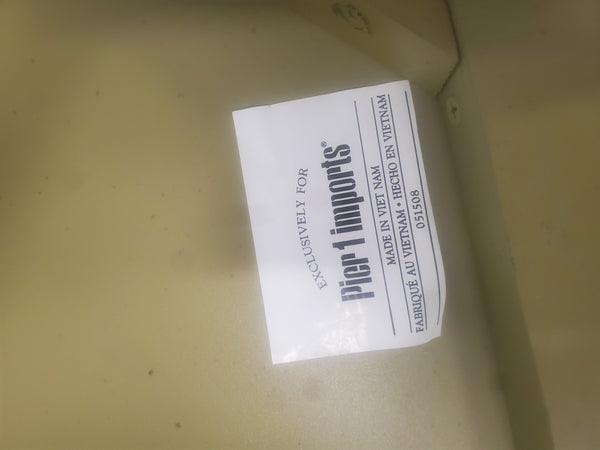 EXCLUSIVELY FOR
Pier 1 imports®
MADE IN VIET NAM
FABRIQUÉ AU VIETNAM • HECHO EN VIETNAM
051508